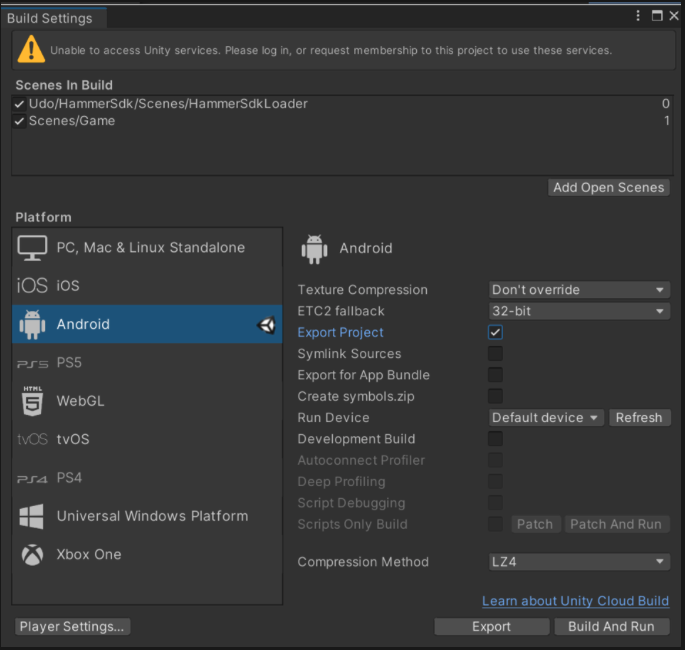 Build Settings
Unable to access Unity services. Please log in, or request membership to this project to use these services.
Scenes In Build
Udo/HammerSdk/Scenes/HammerSdkLoader 0
Scenes/Game 1
Add Open Scenes
Platform
PC, Mac & Linux Standalone
iOS iOS
Android
PS5 PS5
HTML 5 WebGL
tvOS tvOS
PS4 PS4
Universal Windows Platform
Xbox One
Android
Texture Compression Don't override
ETC2 fallback 32-bit
Export Project
Symlink Sources
Export for App Bundle
Create symbols.zip
Run Device Default device Refresh
Development Build
Autoconnect Profiler
Deep Profiling
Script Debugging
Scripts Only Build Patch Patch And Run
Compression Method LZ4
Learn about Unity Cloud Build
Player Settings... Export Build And Run